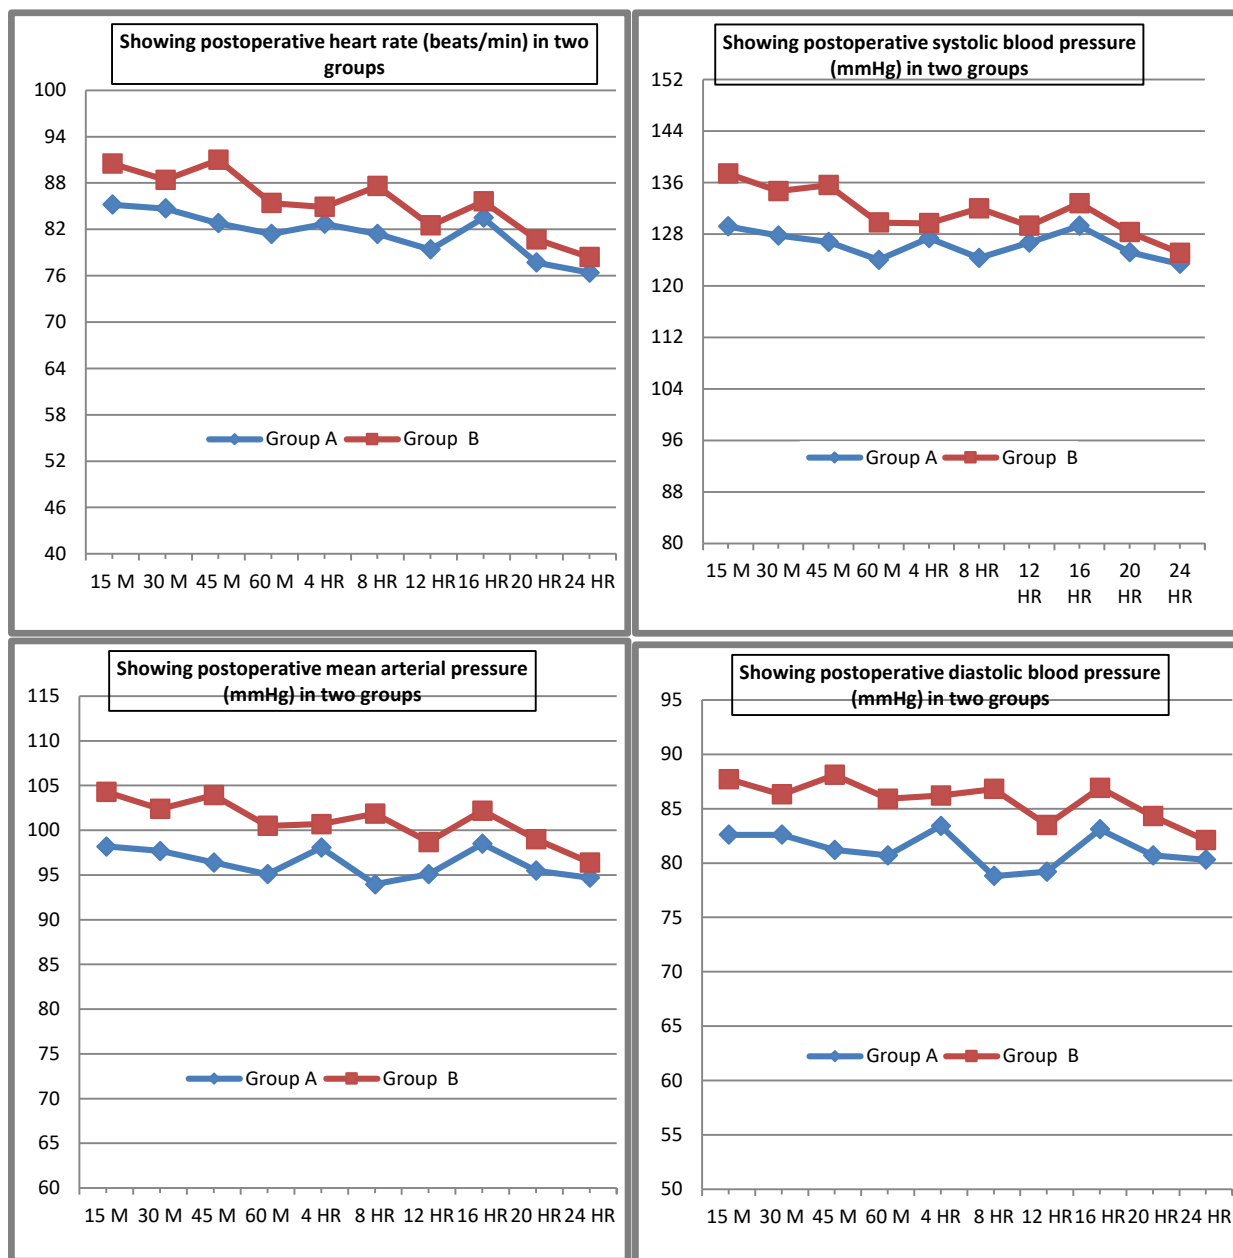 Showing postoperative heart rate (beats/min) in two
groups
100
94
88
82
76
70
64
58
52
46
40
Group A Group B
15 M 30 M 45 M 60 M 4 HR 8 HR 12 HR 16 HR 20 HR 24 HR
Showing postoperative systolic blood pressure
(mmHg) in two groups
152
144
136
128
120
112
104
96
88
80
Group A Group B
15 M 30 M 45 M 60 M 4 HR 8 HR 12 16 20 24
HR HR HR HR
Showing postoperative mean arterial pressure
(mmHg) in two groups
115
110
105
100
95
90
85
80
75
70
65
60
Group A Group B
15 M 30 M 45 M 60 M 4 HR 8 HR 12 HR 16 HR 20 HR 24 HR
Showing postoperative diastolic blood pressure
(mmHg) in two groups
95
90
85
80
75
70
65
60
55
50
Group A Group B
15 M 30 M 45 M 60 M 4 HR 8 HR 12 HR 16 HR 20 HR 24 HR